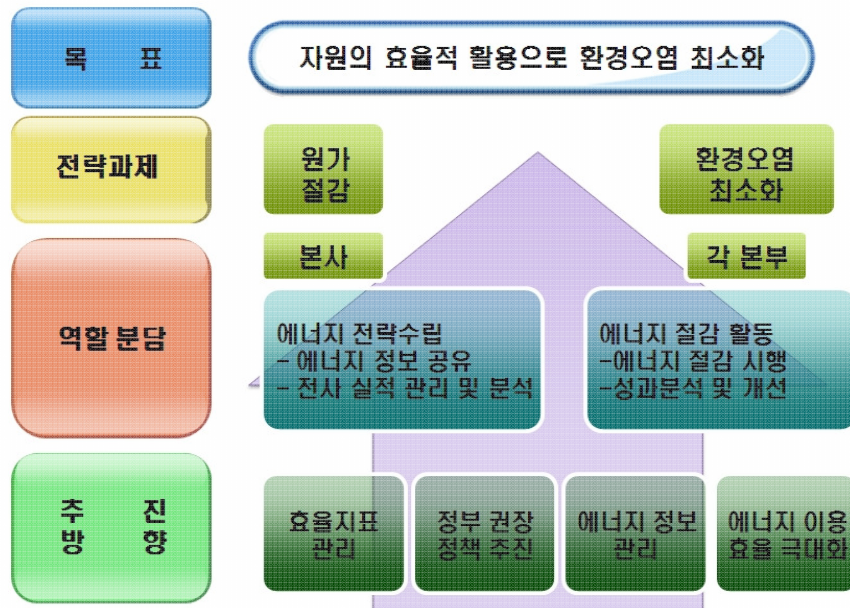 목 표
자원의 효율적 활용으로 환경오염 최소화
전략과제
원가
절감
환경오염
최소화
역할 분담
본사
각 본부
에너지 전략수립
- 에너지 정보 공유
- 전사 실적 관리 및 분석
에너지 절감 활동
-에너지 절감 시행
-성과분석 및 개선
추 진
방 향
효율지표
관리
정부 권장
정책 추진
에너지 정보
관리
에너지 이용
효율 극대화